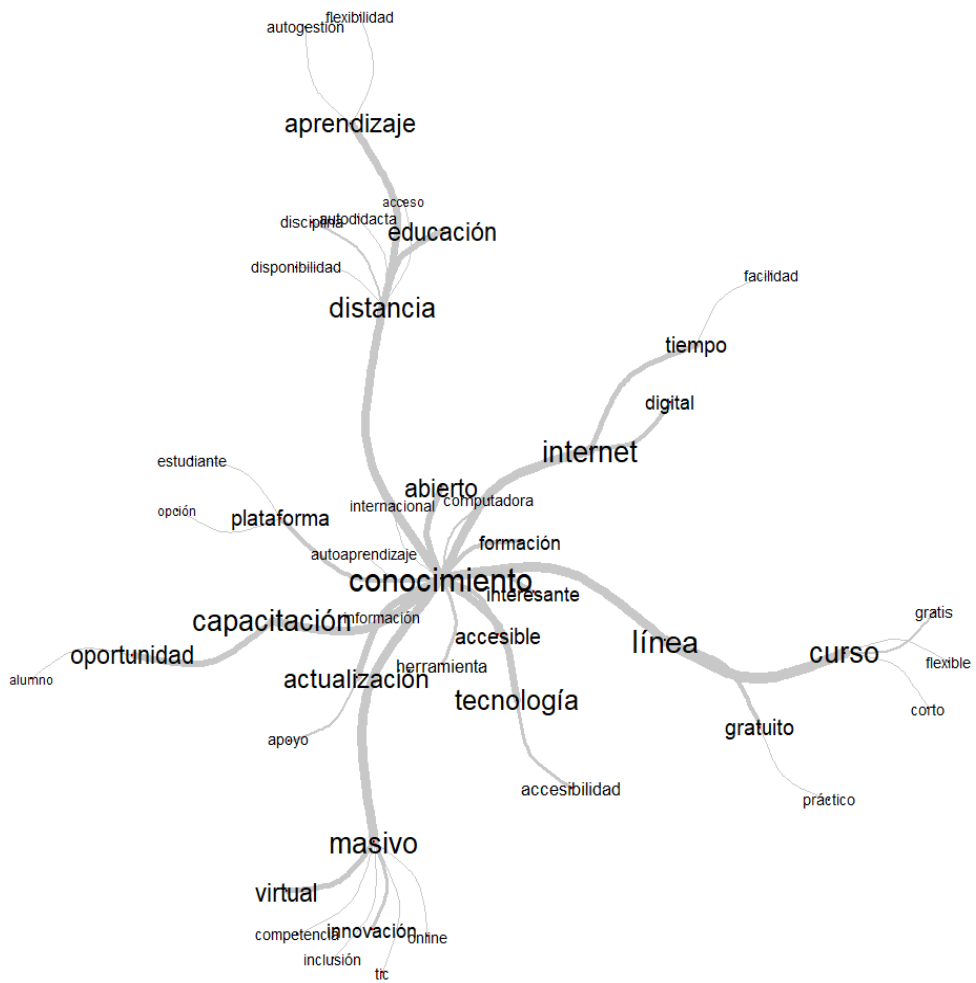 flexibilidad
autogestión
aprendizaje
acceso
autodidacta
disciplina
educación
disponibilidad
facilidad
distancia
tiempo
digital
internet
estudiante
abierto
computadora
internacional
opción
plataforma
formación
autoaprendizaje
conocimiento
interesante
gratis
capacitación
información
accesible
línea
curso
oportunidad
flexible
herramienta
alumno
actualización
tecnología
corto
gratuito
apoyo
accesibilidad
práctico
masivo
virtual
competencia
innovación
online
inclusión
tic